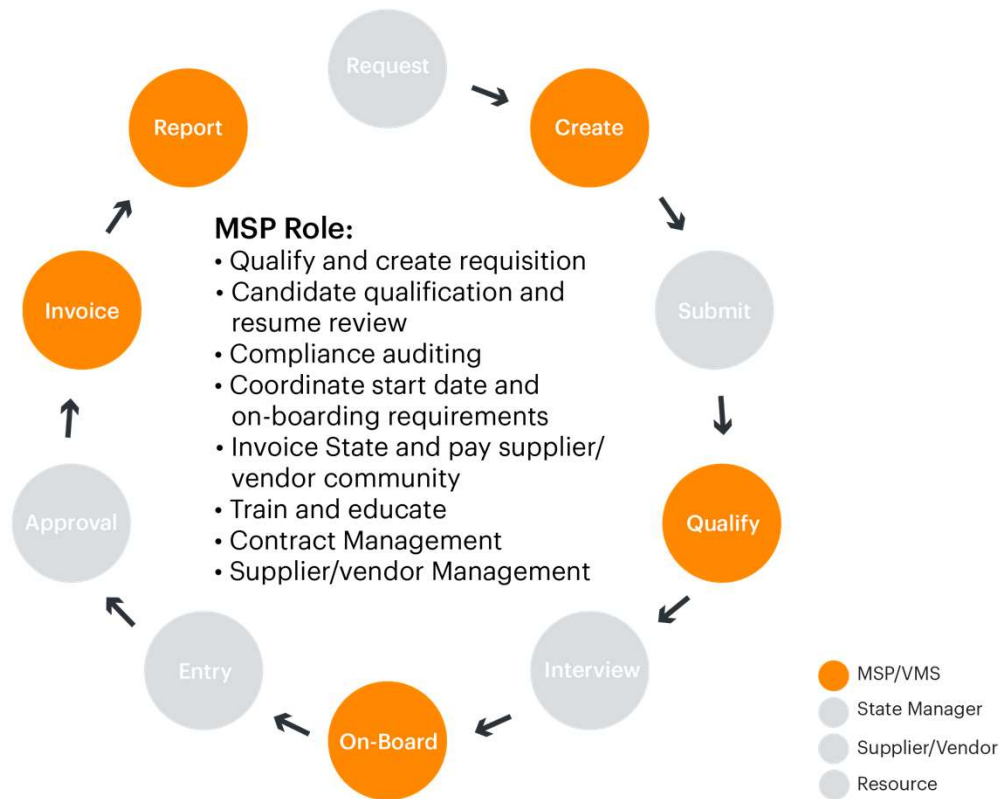 Request
Create
Submit
Qualify
Interview
On-Board
Entry
Approval
Invoice
Report
MSP Role:
• Qualify and create requisition
• Candidate qualification and
resume review
• Compliance auditing
• Coordinate start date and
on-boarding requirements
• Invoice State and pay supplier/
vendor community
• Train and educate
• Contract Management
• Supplier/vendor Management
MSP/VMS
State Manager
Supplier/Vendor
Resource